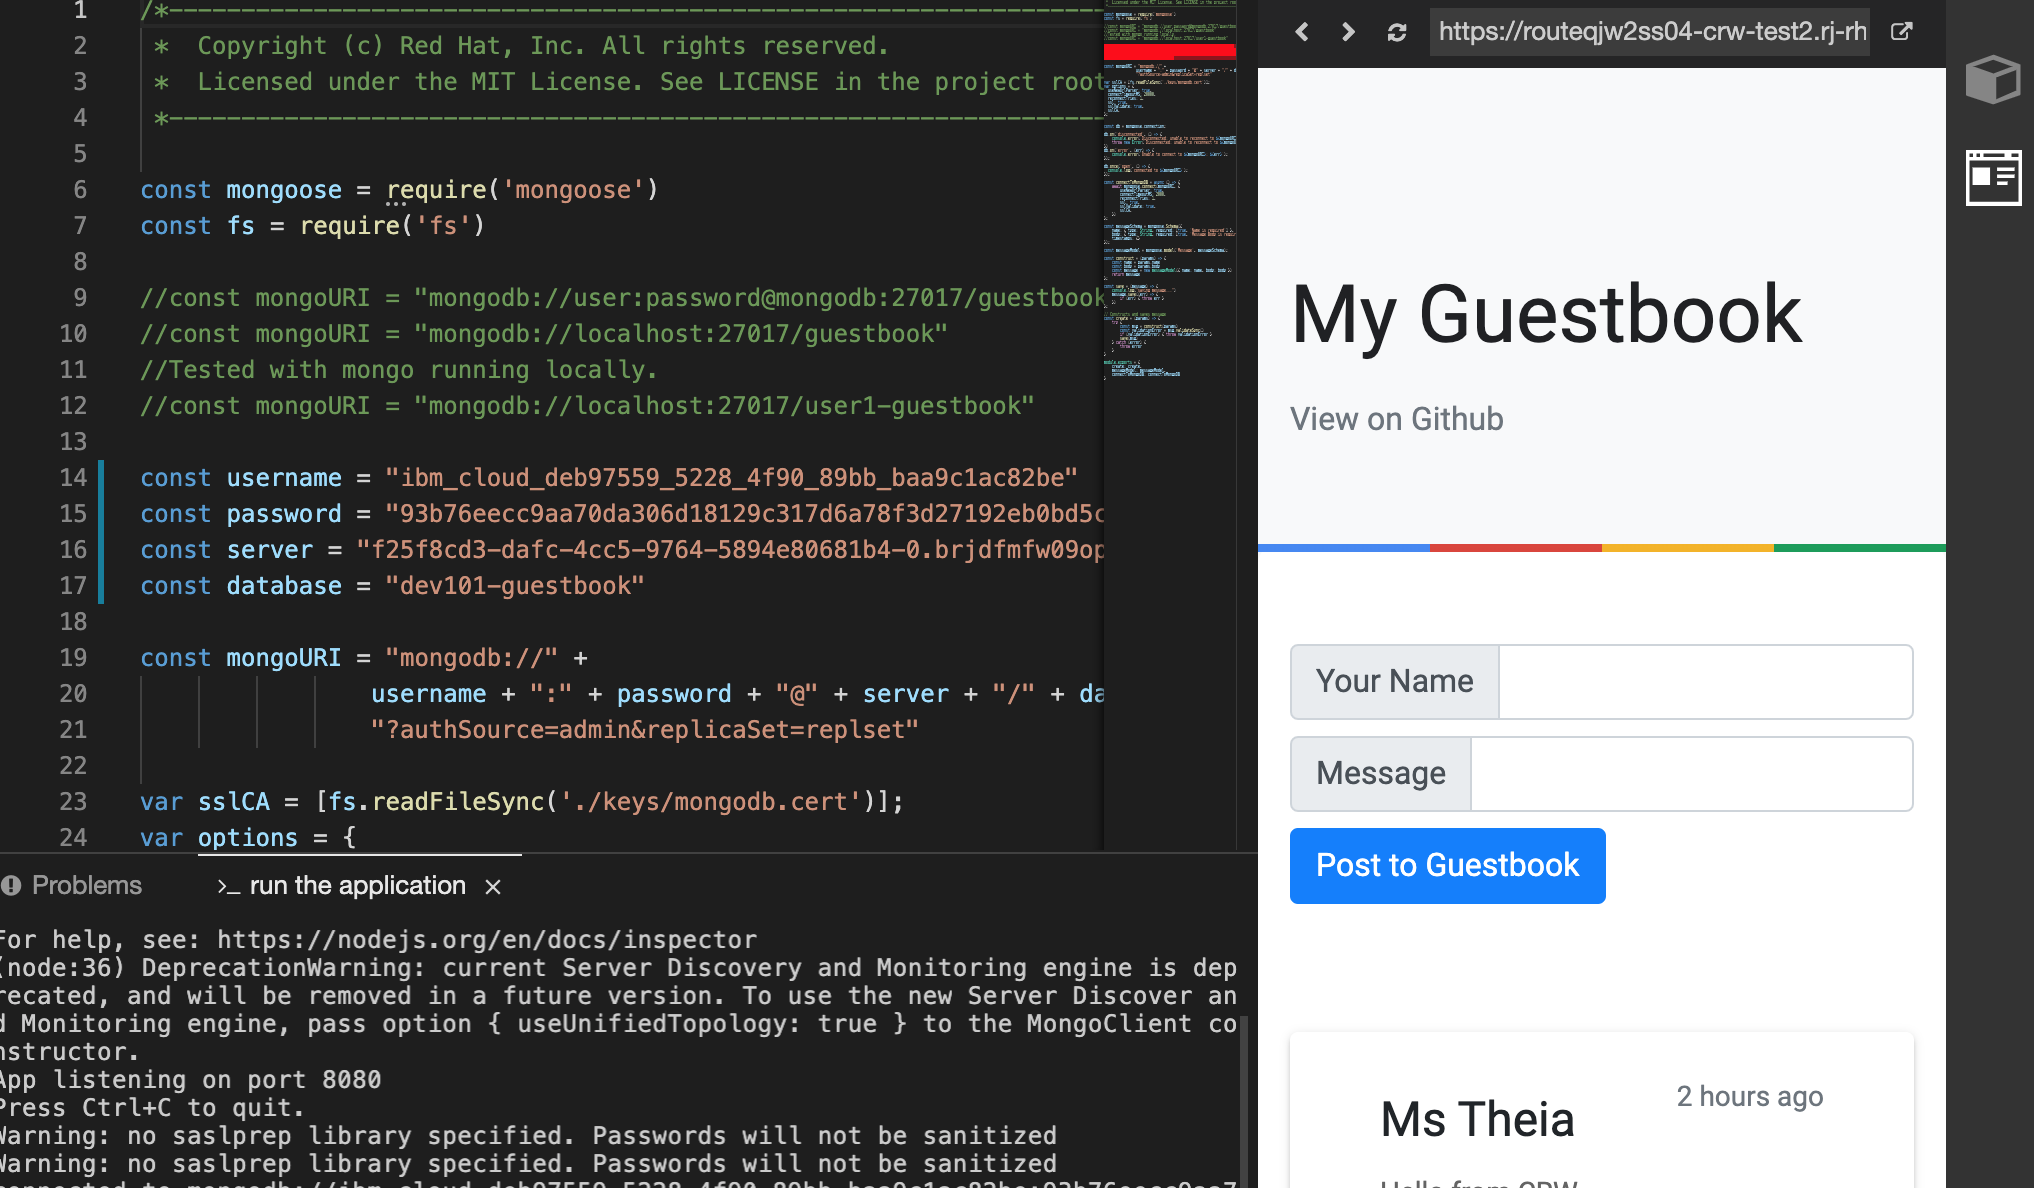 1 /*-----------------------------------------------------------------
2 *  Copyright (c) Red Hat, Inc. All rights reserved.
3 *  Licensed under the MIT License. See LICENSE in the project root
4 *-----------------------------------------------------------------
5
6 const mongoose = require('mongoose')
7 const fs = require('fs')
8
9 //const mongoURI = "mongodb://user:password@mongodb:27017/guestbook
10 //const mongoURI = "mongodb://localhost:27017/guestbook"
11 //Tested with mongo running locally.
12 //const mongoURI = "mongodb://localhost:27017/user1-guestbook"
13
14 const username = "ibm_cloud_deb97559_5228_4f90_89bb_baa9c1ac82be"
15 const password = "93b76eecc9aa70da306d18129c317d6a78f3d27192eb0bd5c
16 const server = "f25f8cd3-dafc-4cc5-9764-5894e80681b4-0.brjdfmfw09op
17 const database = "dev101-guestbook"
18
19 const mongoURI = "mongodb://" +
20 username + ":" + password + "@" + server + "/" + da
21 "?authSource=admin&replicaSet=replset"
22
23 var sslCA = [fs.readFileSync('./keys/mongodb.cert')];
24 var options = {
Problems
>_ run the application ×
For help, see: https://nodejs.org/en/docs/inspector
(node:36) DeprecationWarning: current Server Discovery and Monitoring engine is dep
recated, and will be removed in a future version. To use the new Server Discover an
d Monitoring engine, pass option { useUnifiedTopology: true } to the MongoClient co
nstructor.
App listening on port 8080
Press Ctrl+C to quit.
Warning: no saslprep library specified. Passwords will not be sanitized
Warning: no saslprep library specified. Passwords will not be sanitized
https://routeqjw2ss04-crw-test2.rj-rh
My Guestbook
View on Github
Your Name
Message
Post to Guestbook
Ms Theia
2 hours ago
Hello from CRW